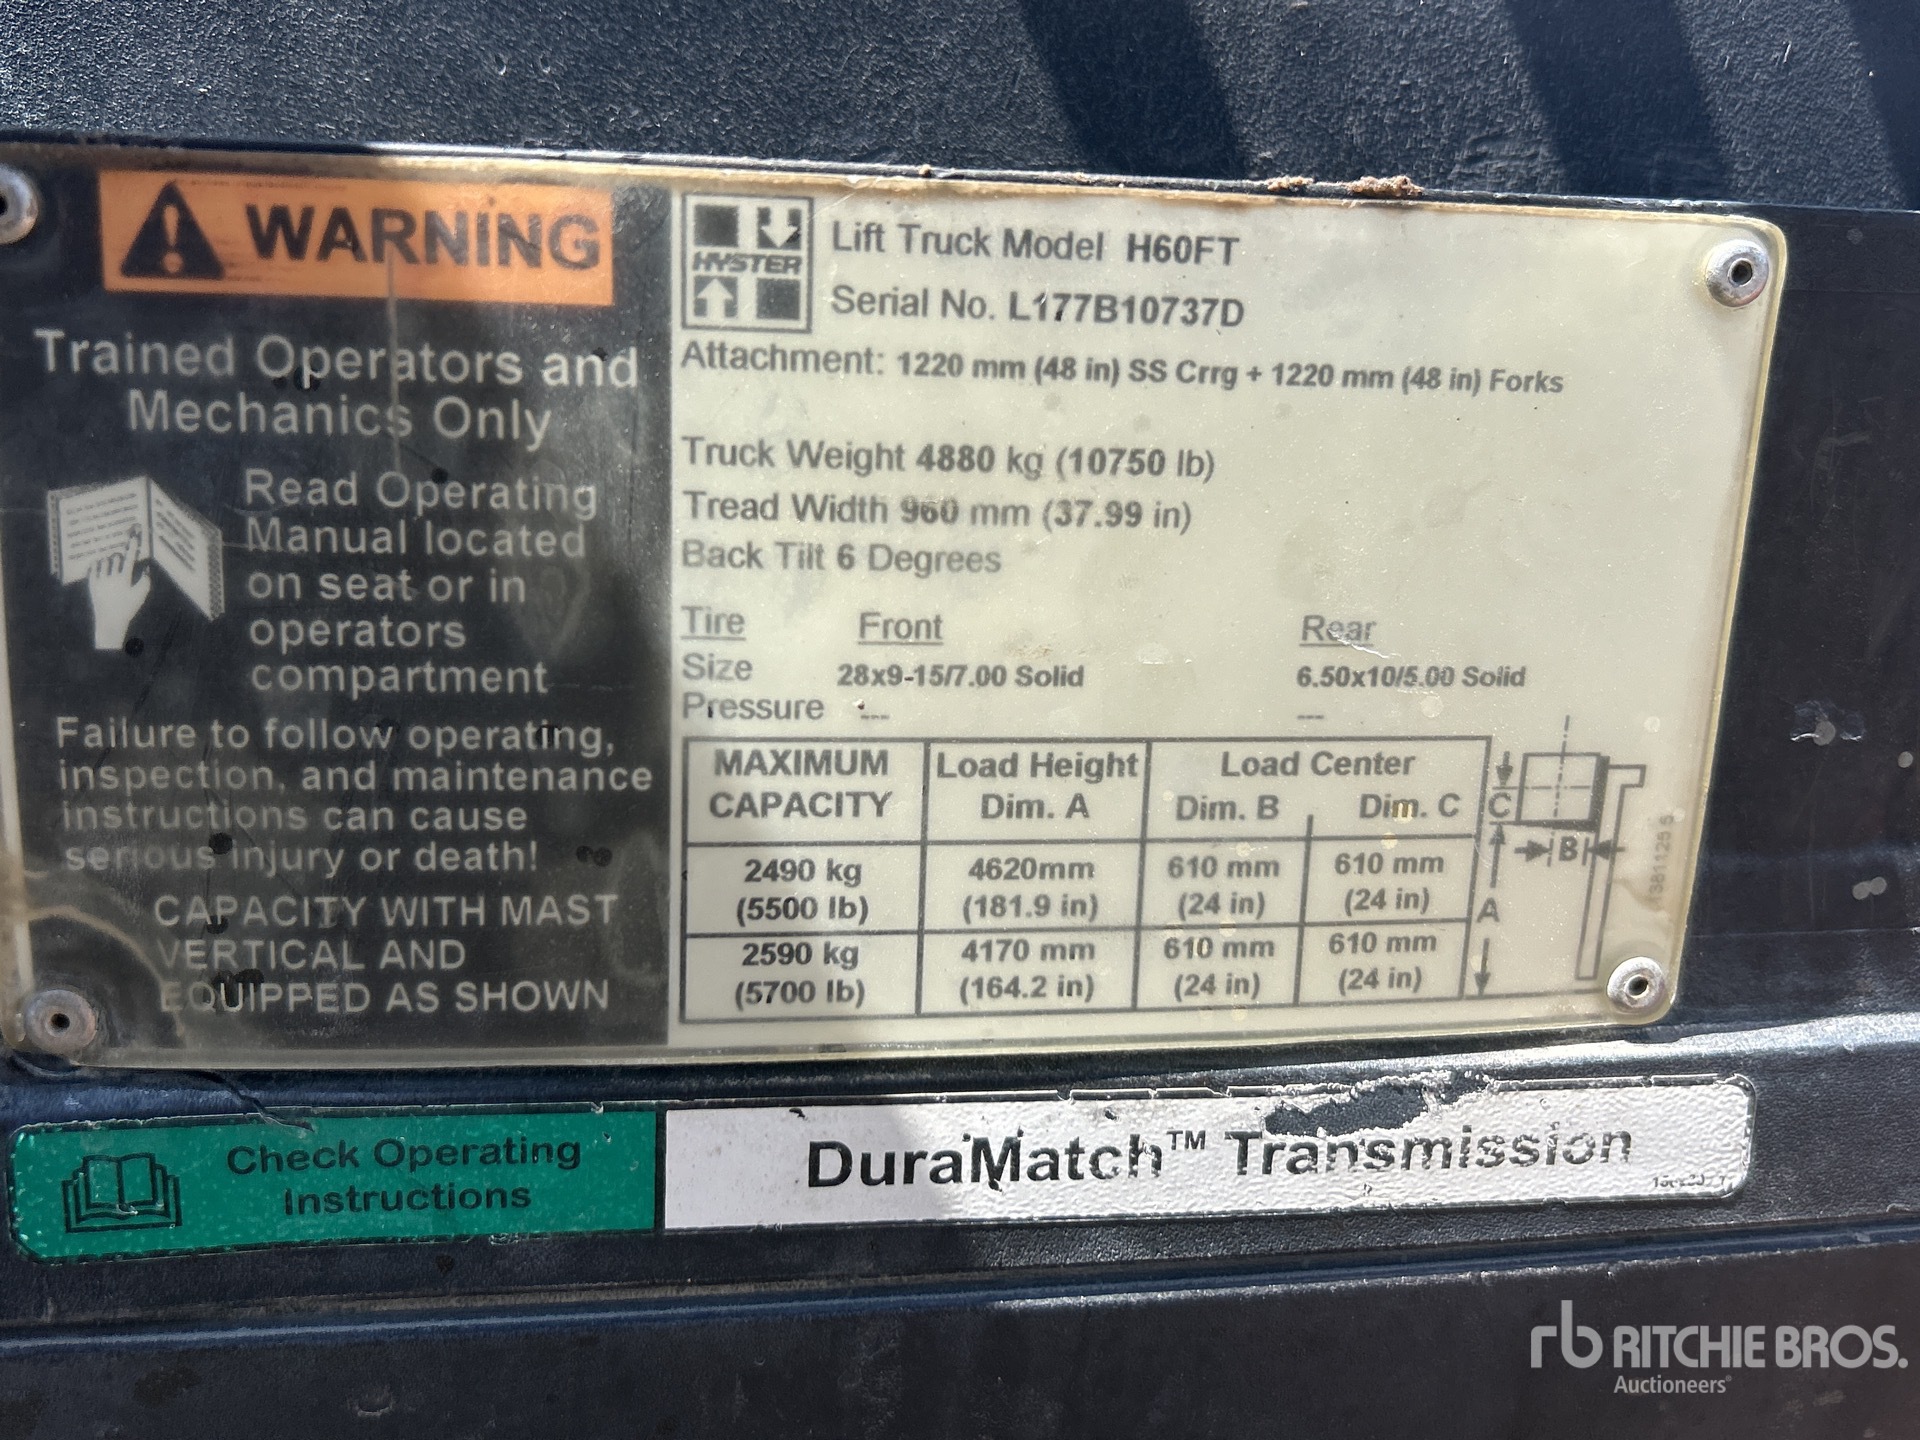 WARNING
Trained Operators and
Mechanics Only
Read Operating
Manual located
on seat or in
operators
compartment
Failure to follow operating,
inspection, and maintenance
instructions can cause
serious injury or death!
CAPACITY WITH MAST
VERTICAL AND
EQUIPPED AS SHOWN
HYSTER
Lift Truck Model H60FT
Serial No. L177B10737D
Attachment: 1220 mm (48 in) SS Crrg + 1220 mm (48 in) Forks
Truck Weight 4880 kg (10750 lb)
Tread Width 960 mm (37.99 in)
Back Tilt 6 Degrees
Tire Front Rear
Size 28x9-15/7.00 Solid 6.50x10/5.00 Solid
Pressure --- ---
MAXIMUM CAPACITY Load Height Dim. A Load Center Dim. B Dim. C
2490 kg 4620mm 610 mm 610 mm
(5500 lb) (181.9 in) (24 in) (24 in)
2590 kg 4170 mm 610 mm 610 mm
(5700 lb) (164.2 in) (24 in) (24 in)
C
B
A
Check Operating
Instructions
DuraMatch™ Transmission
rb RITCHIE BROS.
Auctioneers